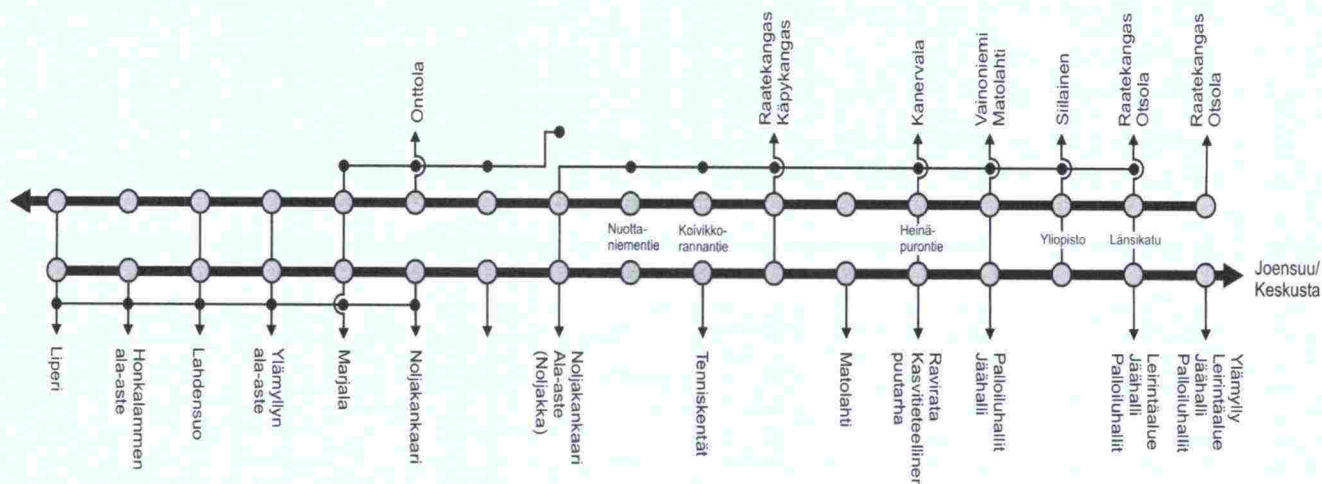 Onttola
Raatekangas
Käpykangas
Kanervala
Vainoniemi
Matolahti
Siilainen
Raatekangas
Otsola
Raatekangas
Otsola
Nuotta-
niementie
Koivikko-
rannantie
Heinä-
purontie
Yliopisto
Länsikatu
Joensuu/
Keskusta
Liperi
Honkalammen
ala-aste
Lahdensuo
Ylämyllyn
ala-aste
Marjala
Noljakankaari
Noljakankaari
Ala-aste
(Noljakka)
Tenniskentät
Matolahti
Ravirata
Kasvitieteellinen
puutarha
Palloiluhallit
Jäähalli
Leirintäalue
Jäähalli
Palloiluhallit
Ylämylly
Leirintäalue
Jäähalli
Palloiluhallit